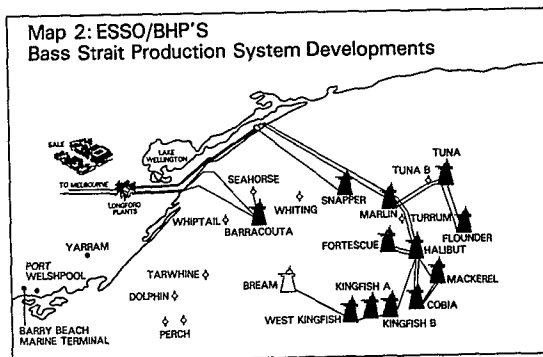 Map 2: ESSO/BHP'S
Bass Strait Production System Developments
SALE
LAKE
WELLINGTON
TO MELBOURNE
LONGFORD
PLANTS
SEAHORSE
WHITING
SNAPPER
TUNA
TUNA B
MARLIN
TURRUM
WHIPTAIL
BARRACOUTA
FLOUNDER
FORTESCUE
HALIBUT
YARRAM
PORT
WELSHPOOL
TARWHINE
BREAM
MACKEREL
DOLPHIN
KINGFISH A
COBIA
BARRY BEACH
MARINE TERMINAL
PERCH
WEST KINGFISH
KINGFISH B